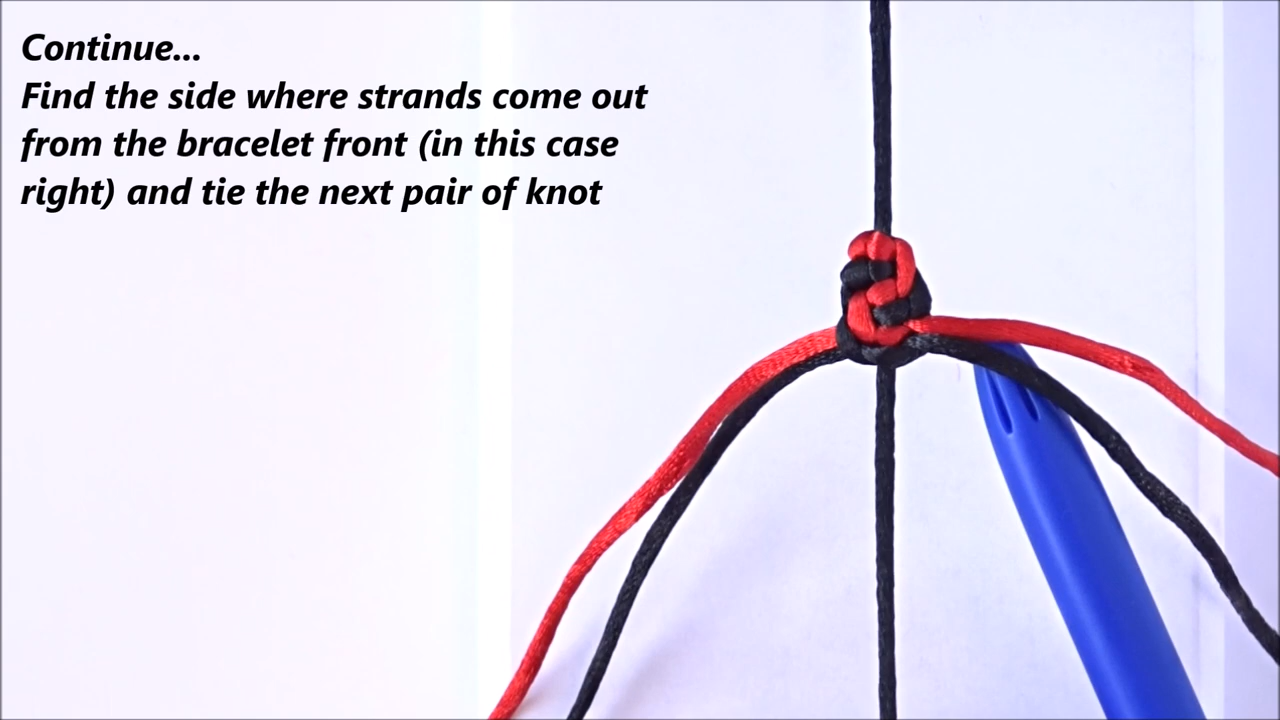 Continue...
Find the side where strands come out
from the bracelet front (in this case
right) and tie the next pair of knot